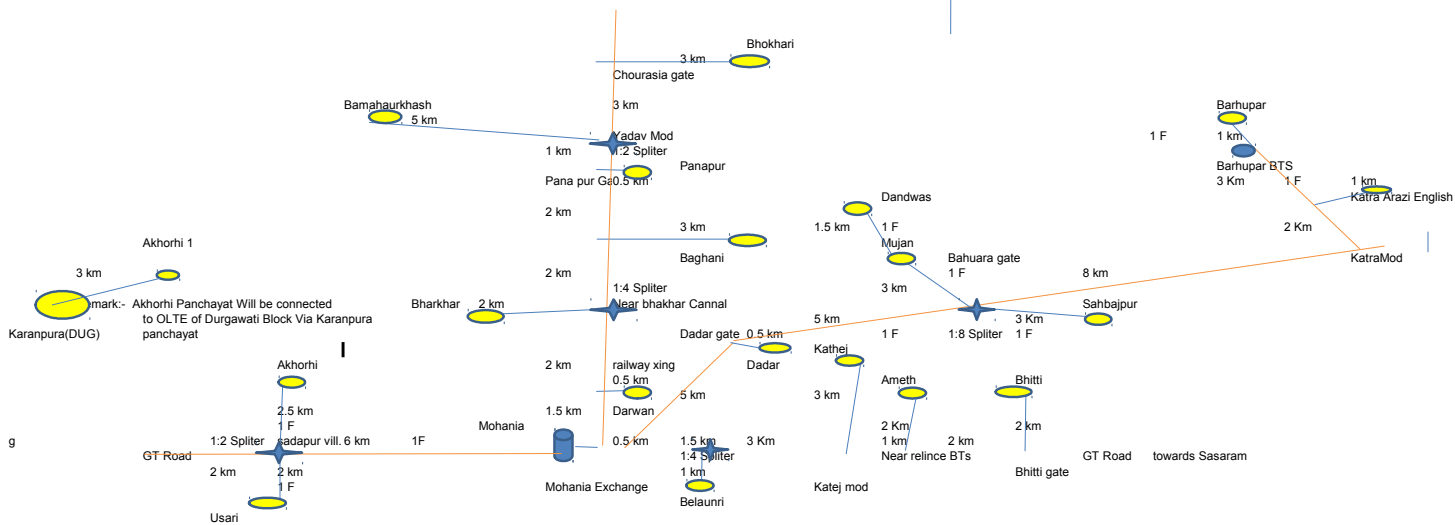 Bhokhari
3 km
Chourasia gate
Bamahaurkhash
3 km
Barhupar
5 km
Yadav Mod
1 F
1 km
1 km
1:2 Spliter
Panapur
Barhupar BTS
Pana pur Ga
0.5 km
3 Km
1 F
1 km
Dandwas
Katra Arazi English
2 km
3 km
1.5 km
1 F
2 Km
Akhorhi 1
Mujan
Baghani
Bahuara gate
KatraMod
3 km
2 km
1 F
8 km
1:4 Spliter
3 km
emark:- Akhorhi Panchayat Will be connected
to OLTE of Durgawati Block Via Karanpura
panchayat
Bharkhar
2 km
Near bhakhar Cannal
Sahbajpur
5 km
3 Km
Karanpura(DUG)
Dadar gate
0.5 km
1 F
1:8 Spliter
1 F
Kathej
Akhorhi
2 km
railway xing
Dadar
0.5 km
Ameth
Bhitti
5 km
3 km
2.5 km
1.5 km
Darwan
1 F
Mohania
2 Km
2 km
g
1:2 Spliter
sadapur vill.
6 km
1F
0.5 km
1.5 km
3 Km
1 km
2 km
GT Road
1:4 Spliter
Near relince BTs
GT Road
towards Sasaram
2 km
2 km
1 km
Bhitti gate
1 F
Mohania Exchange
Katej mod
Belaunri
Usari